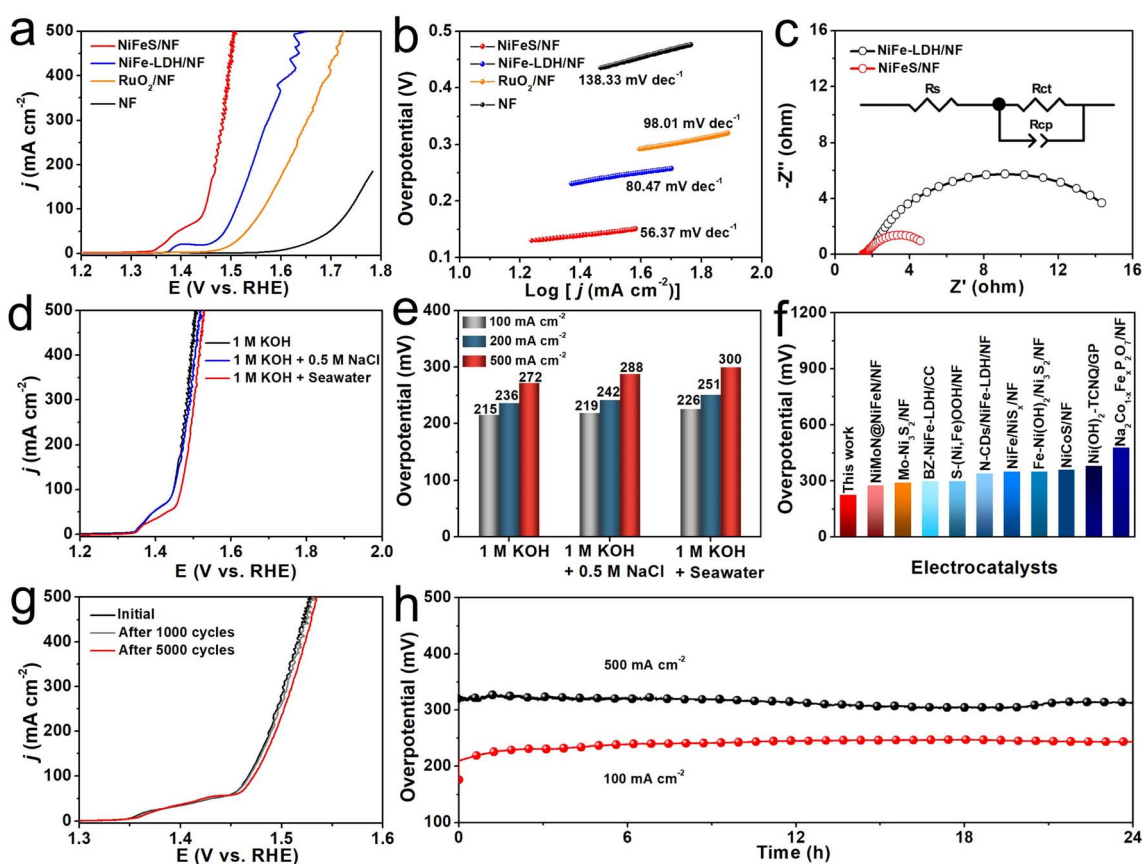 a
NiFeS/NF
NiFe-LDH/NF
RuO2/NF
NF
500
400
300
200
100
0
j (mA cm-2)
1.2 1.3 1.4 1.5 1.6 1.7 1.8
E (V vs. RHE)
b
NiFeS/NF
NiFe-LDH/NF
RuO2/NF
NF
138.33 mV dec-1
98.01 mV dec-1
80.47 mV dec-1
56.37 mV dec-1
0.5
0.4
0.3
0.2
0.1
Overpotential (V)
1.0 1.2 1.4 1.6 1.8 2.0
Log [ j (mA cm-2)]
c
NiFe-LDH/NF
NiFeS/NF
Rs
Rct
Rcp
-16
-12
-8
-4
0
-Z'' (ohm)
0 4 8 12 15
Z' (ohm)
d
1 M KOH
1 M KOH + 0.5 M NaCl
1 M KOH + Seawater
500
400
300
200
100
0
j (mA cm-2)
1.2 1.4 1.6 1.8 2.0
E (V vs. RHE)
e
100 mA cm-2
200 mA cm-2
500 mA cm-2
215 236 272
219 242 288
226 251 300
400
300
200
100
0
Overpotential (mV)
1 M KOH
1 M KOH
+ 0.5 M NaCl
1 M KOH
+ Seawater
f
1200
900
600
300
0
Overpotential (mV)
This work
NiMoN@NiFeN/NF
Mo-Ni3S2/NF
BZ-NiFe-LDH/CC
S-(Ni,Fe)OOH/NF
N-CDs/NiFe-LDH/NF
NiFe/NiSx/NF
Fe-Ni(OH)2/Ni3S2/NF
NiCoS/NF
Ni(OH)2-TCNQ/GP
Na2Co1-xFexP2O7/NF
Electrocatalysts
g
Initial
After 1000 cycles
After 5000 cycles
500
400
300
200
100
0
j (mA cm-2)
1.3 1.4 1.5 1.6
E (V vs. RHE)
h
500 mA cm-2
100 mA cm-2
500
400
300
200
100
Overpotential (mV)
0 6 12 18 24
Time (h)